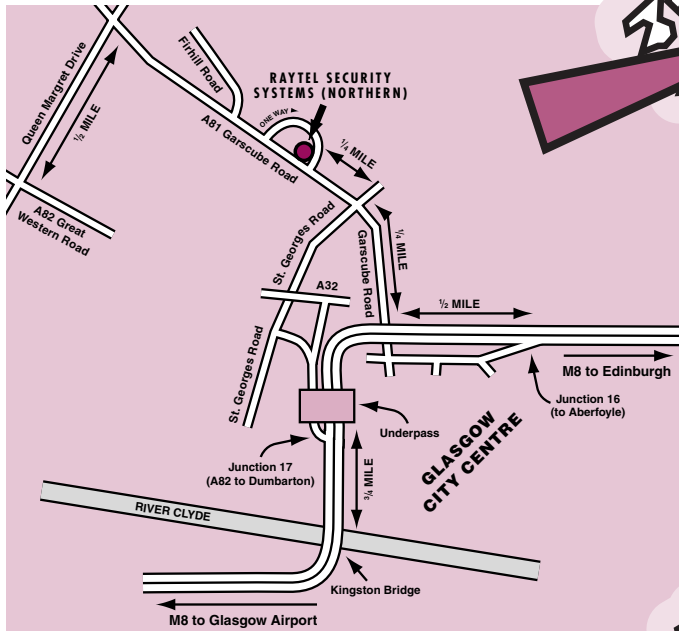 Queen Margret Drive
½ MILE
Firhill Road
RAYTEL SECURITY
SYSTEMS (NORTHERN)
ONE WAY
A81 Garscube Road
¼ MILE
A82 Great
Western Road
St. Georges Road
Garscube Road
¼ MILE
A32
½ MILE
St. Georges Road
M8 to Edinburgh
Junction 16
(to Aberfoyle)
Underpass
GLASGOW
CITY CENTRE
Junction 17
(A82 to Dumbarton)
¾ MILE
RIVER CLYDE
Kingston Bridge
M8 to Glasgow Airport